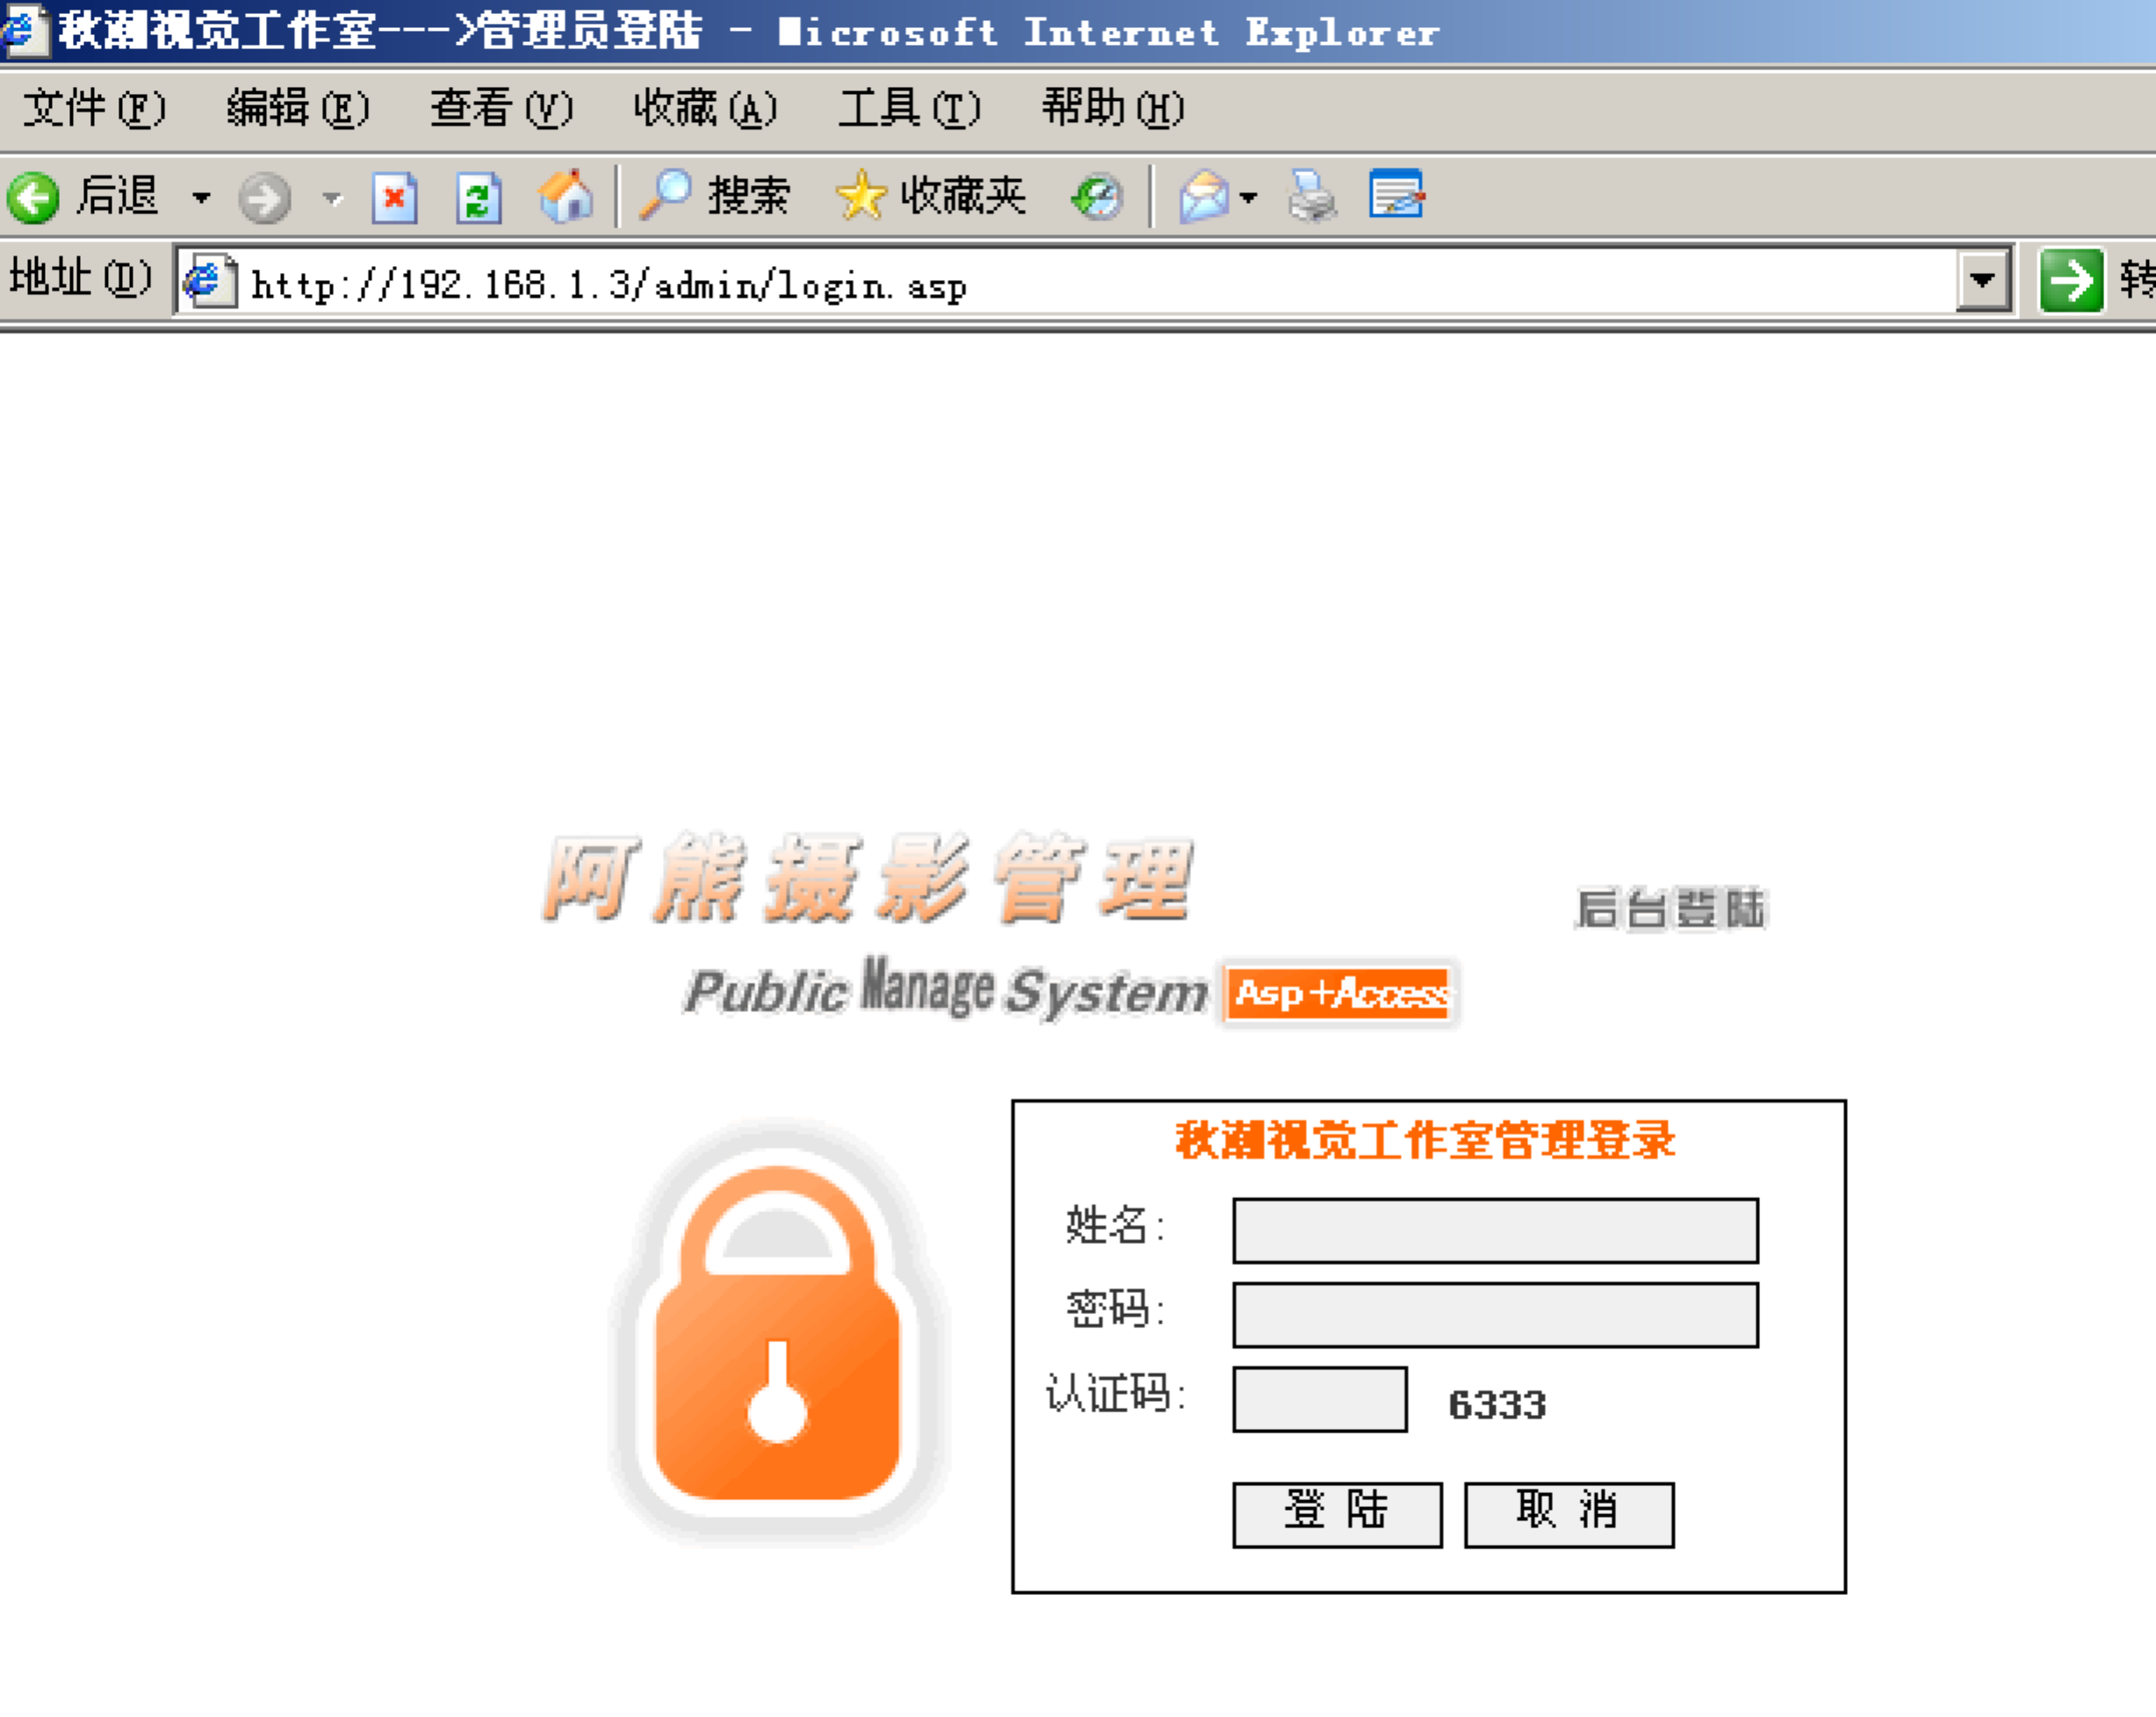 秋潮视觉工作室--->管理员登陆 - Microsoft Internet Explorer
文件(F) 编辑(E) 查看(V) 收藏(A) 工具(T) 帮助(H)
后退 搜索 收藏夹
地址(D) http://192.168.1.3/admin/login.asp 转
阿熊摄影管理
后台登陆
Public Manage System Asp+Access
秋潮视觉工作室管理登录
姓名:
密码:
认证码: 6333
登 陆 取 消